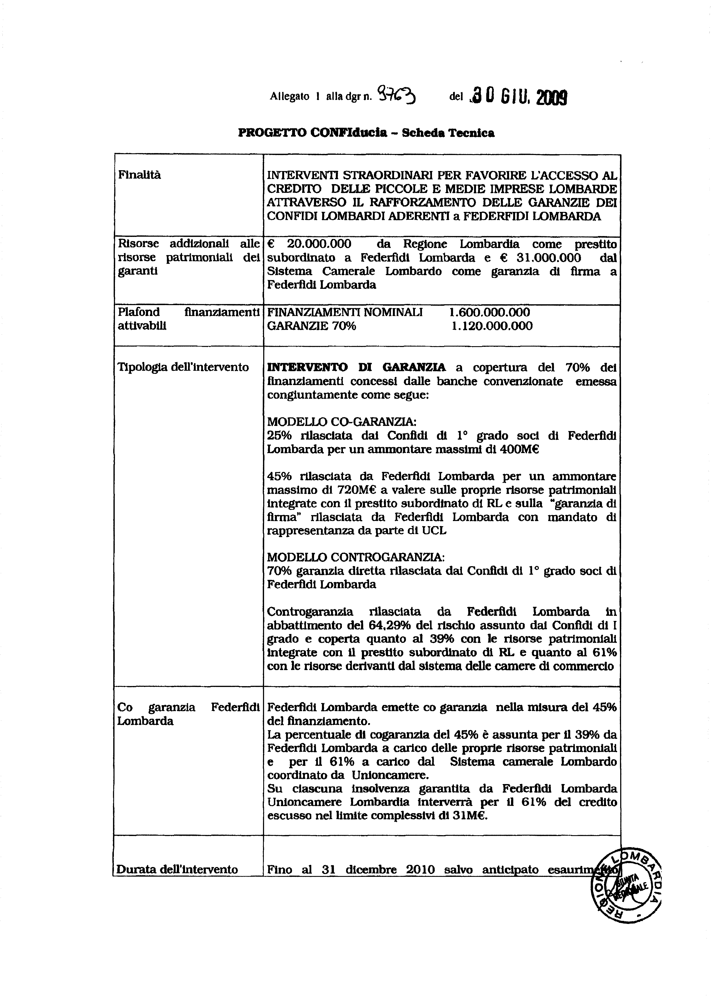 Allegato 1 alla dgr n. 9763 del 30 GIU. 2009
PROGETTO CONFIducia – Scheda Tecnica
Finalità
INTERVENTI STRAORDINARI PER FAVORIRE L'ACCESSO AL
CREDITO DELLE PICCOLE E MEDIE IMPRESE LOMBARDE
ATTRAVERSO IL RAFFORZAMENTO DELLE GARANZIE DEI
CONFIDI LOMBARDI ADERENTI a FEDERFIDI LOMBARDA
Risorse addizionali alle
risorse patrimoniali dei
garanti
€ 20.000.000 da Regione Lombardia come prestito
subordinato a Federfidi Lombarda e € 31.000.000 dal
Sistema Camerale Lombardo come garanzia di firma a
Federfidi Lombarda
Plafond finanziamenti
attivabili
FINANZIAMENTI NOMINALI 1.600.000.000
GARANZIE 70% 1.120.000.000
Tipologia dell'intervento
INTERVENTO DI GARANZIA a copertura del 70% dei
finanziamenti concessi dalle banche convenzionate emessa
congiuntamente come segue:
MODELLO CO-GARANZIA:
25% rilasciata dai Confidi di 1° grado soci di Federfidi
Lombarda per un ammontare massimi di 400M€
45% rilasciata da Federfidi Lombarda per un ammontare
massimo di 720M€ a valere sulle proprie risorse patrimoniali
integrate con il prestito subordinato di RL e sulla "garanzia di
firma" rilasciata da Federfidi Lombarda con mandato di
rappresentanza da parte di UCL
MODELLO CONTROGARANZIA:
70% garanzia diretta rilasciata dai Confidi di 1° grado soci di
Federfidi Lombarda
Controgaranzia rilasciata da Federfidi Lombarda in
abbattimento del 64,29% del rischio assunto dai Confidi di I
grado e coperta quanto al 39% con le risorse patrimoniali
integrate con il prestito subordinato di RL e quanto al 61%
con le risorse derivanti dal sistema delle camere di commercio
Co garanzia Federfidi
Lombarda
Federfidi Lombarda emette co garanzia nella misura del 45%
del finanziamento.
La percentuale di cogaranzia del 45% è assunta per il 39% da
Federfidi Lombarda a carico delle proprie risorse patrimoniali
e per il 61% a carico dal Sistema camerale Lombardo
coordinato da Unioncamere.
Su ciascuna insolvenza garantita da Federfidi Lombarda
Unioncamere Lombardia interverrà per il 61% del credito
escusso nel limite complessivi di 31M€.
Durata dell'intervento
Fino al 31 dicembre 2010 salvo anticipato esaurimento
REGIONE LOMBARDIA -
GIUNTA
REGIONALE